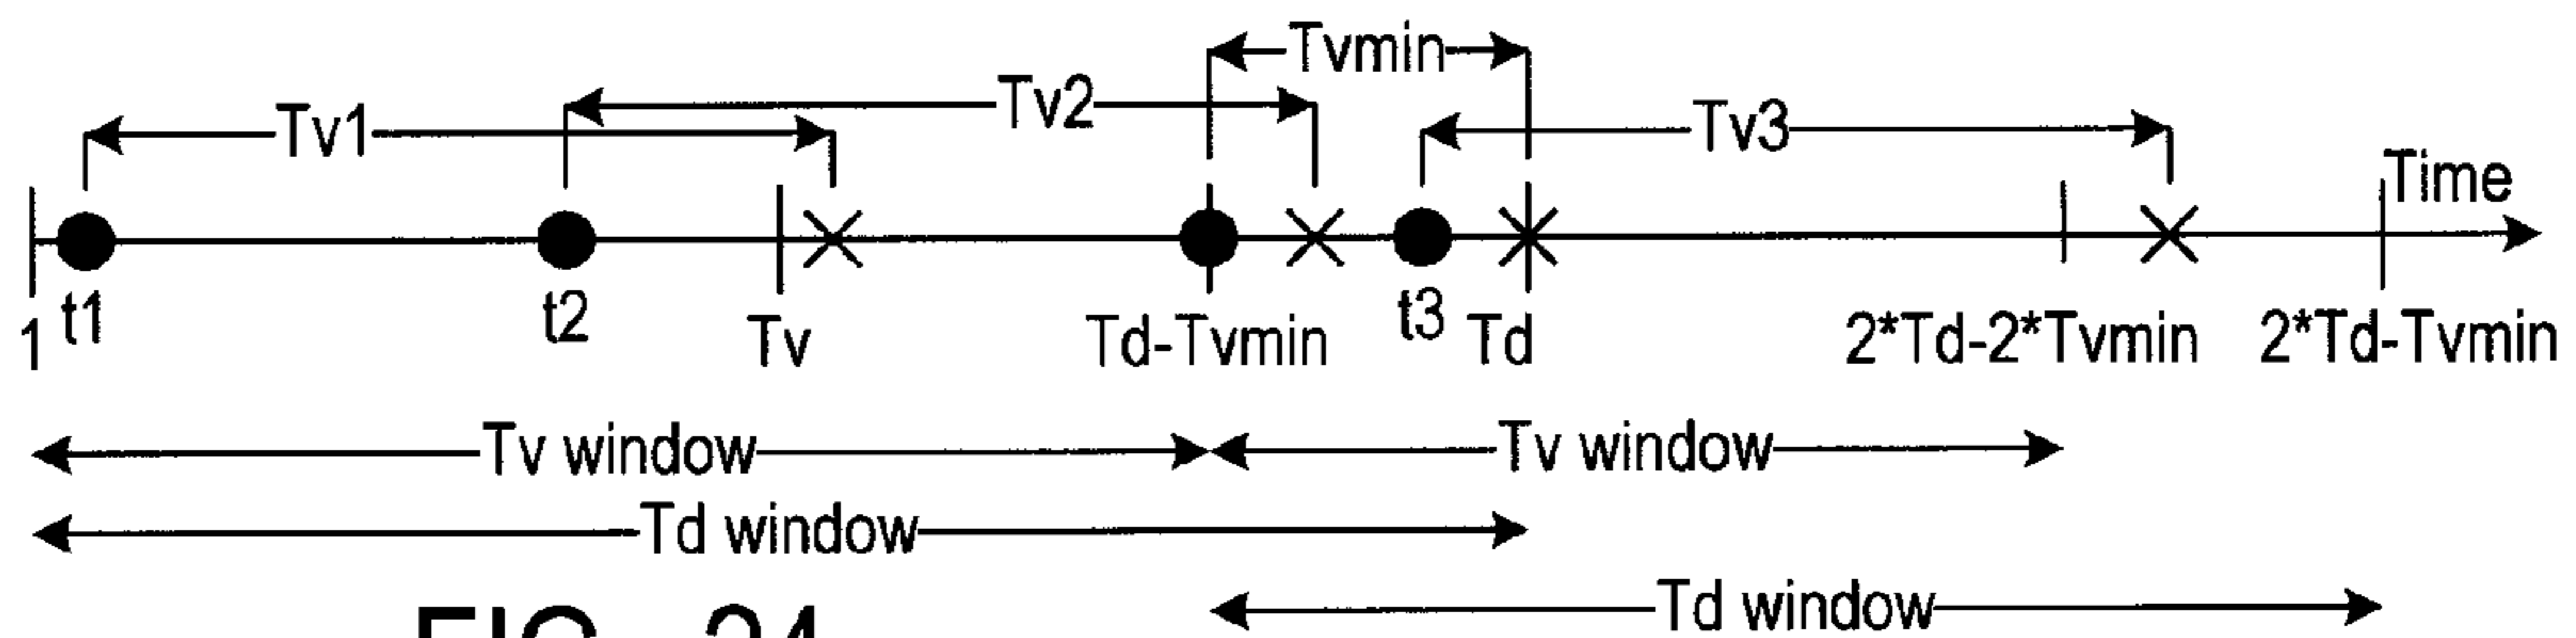 Tvmin
Tv1 Tv2 Tv3
Time
1 t1 t2 Tv Td-Tvmin t3 Td 2*Td-2*Tvmin 2*Td-Tvmin
Tv window Tv window
Td window
Td window